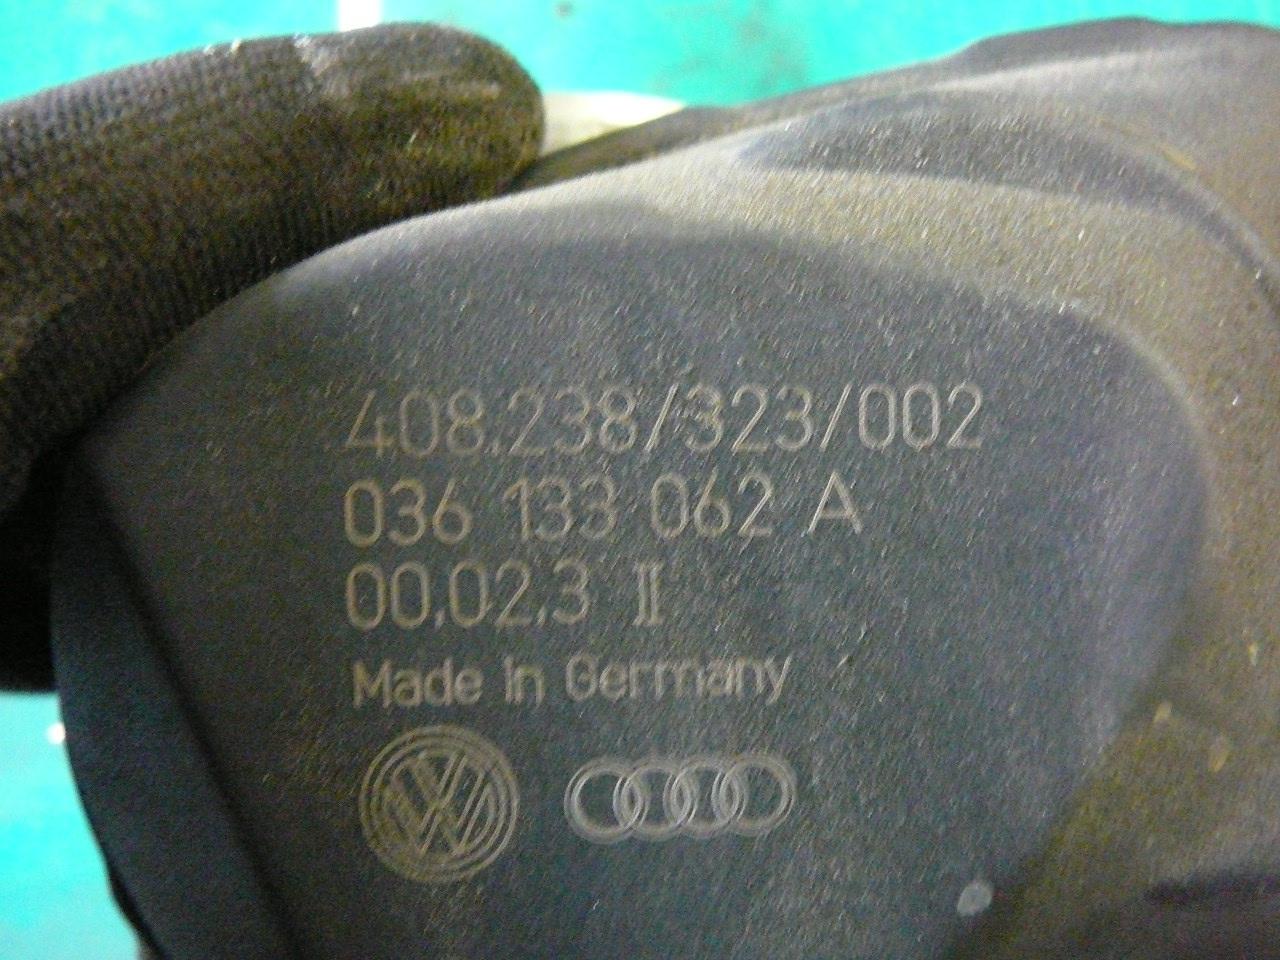 408.238/323/002
036 133 062 A
00.02.3 II
Made in Germany